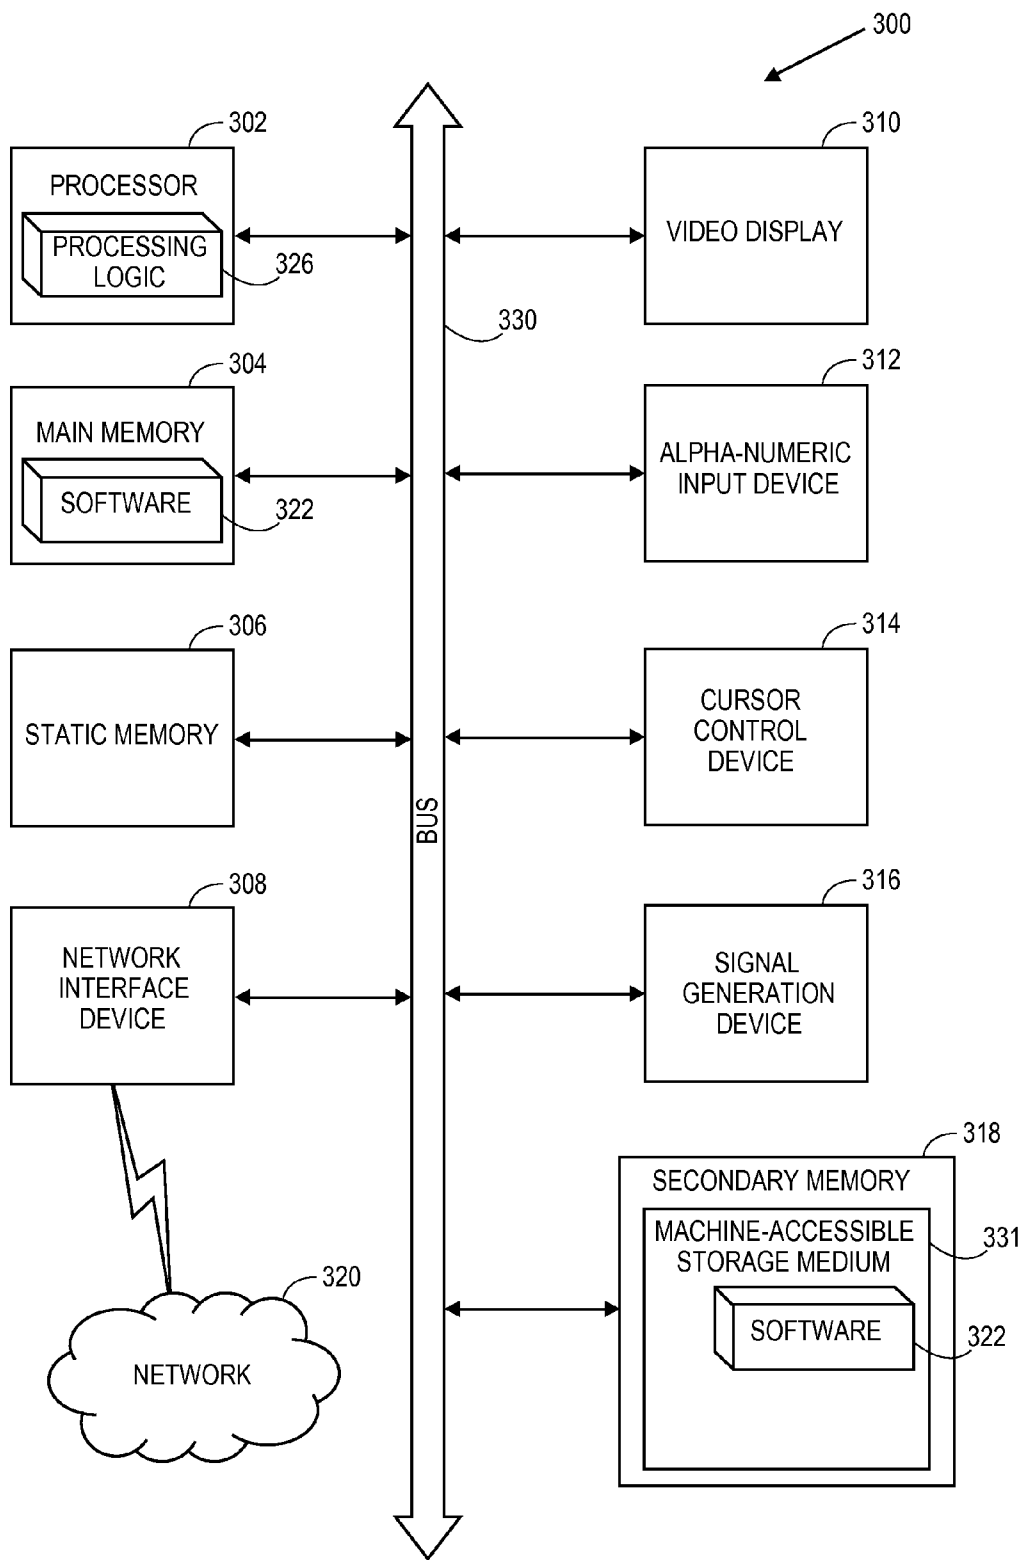 300
302
PROCESSOR
PROCESSING
LOGIC
326
304
MAIN MEMORY
SOFTWARE
322
306
STATIC MEMORY
308
NETWORK
INTERFACE
DEVICE
320
NETWORK
330
BUS
310
VIDEO DISPLAY
312
ALPHA-NUMERIC
INPUT DEVICE
314
CURSOR
CONTROL
DEVICE
316
SIGNAL
GENERATION
DEVICE
318
SECONDARY MEMORY
MACHINE-ACCESSIBLE
STORAGE MEDIUM
331
SOFTWARE
322